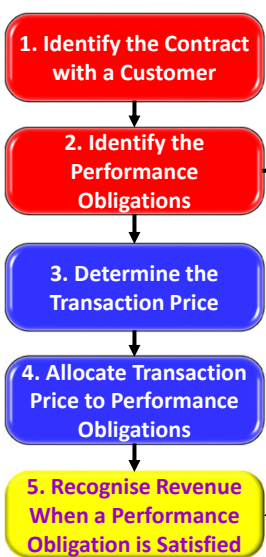 1. Identify the Contract
with a Customer
2. Identify the
Performance
Obligations
3. Determine the
Transaction Price
4. Allocate Transaction
Price to Performance
Obligations
5. Recognise Revenue
When a Performance
Obligation is Satisfied